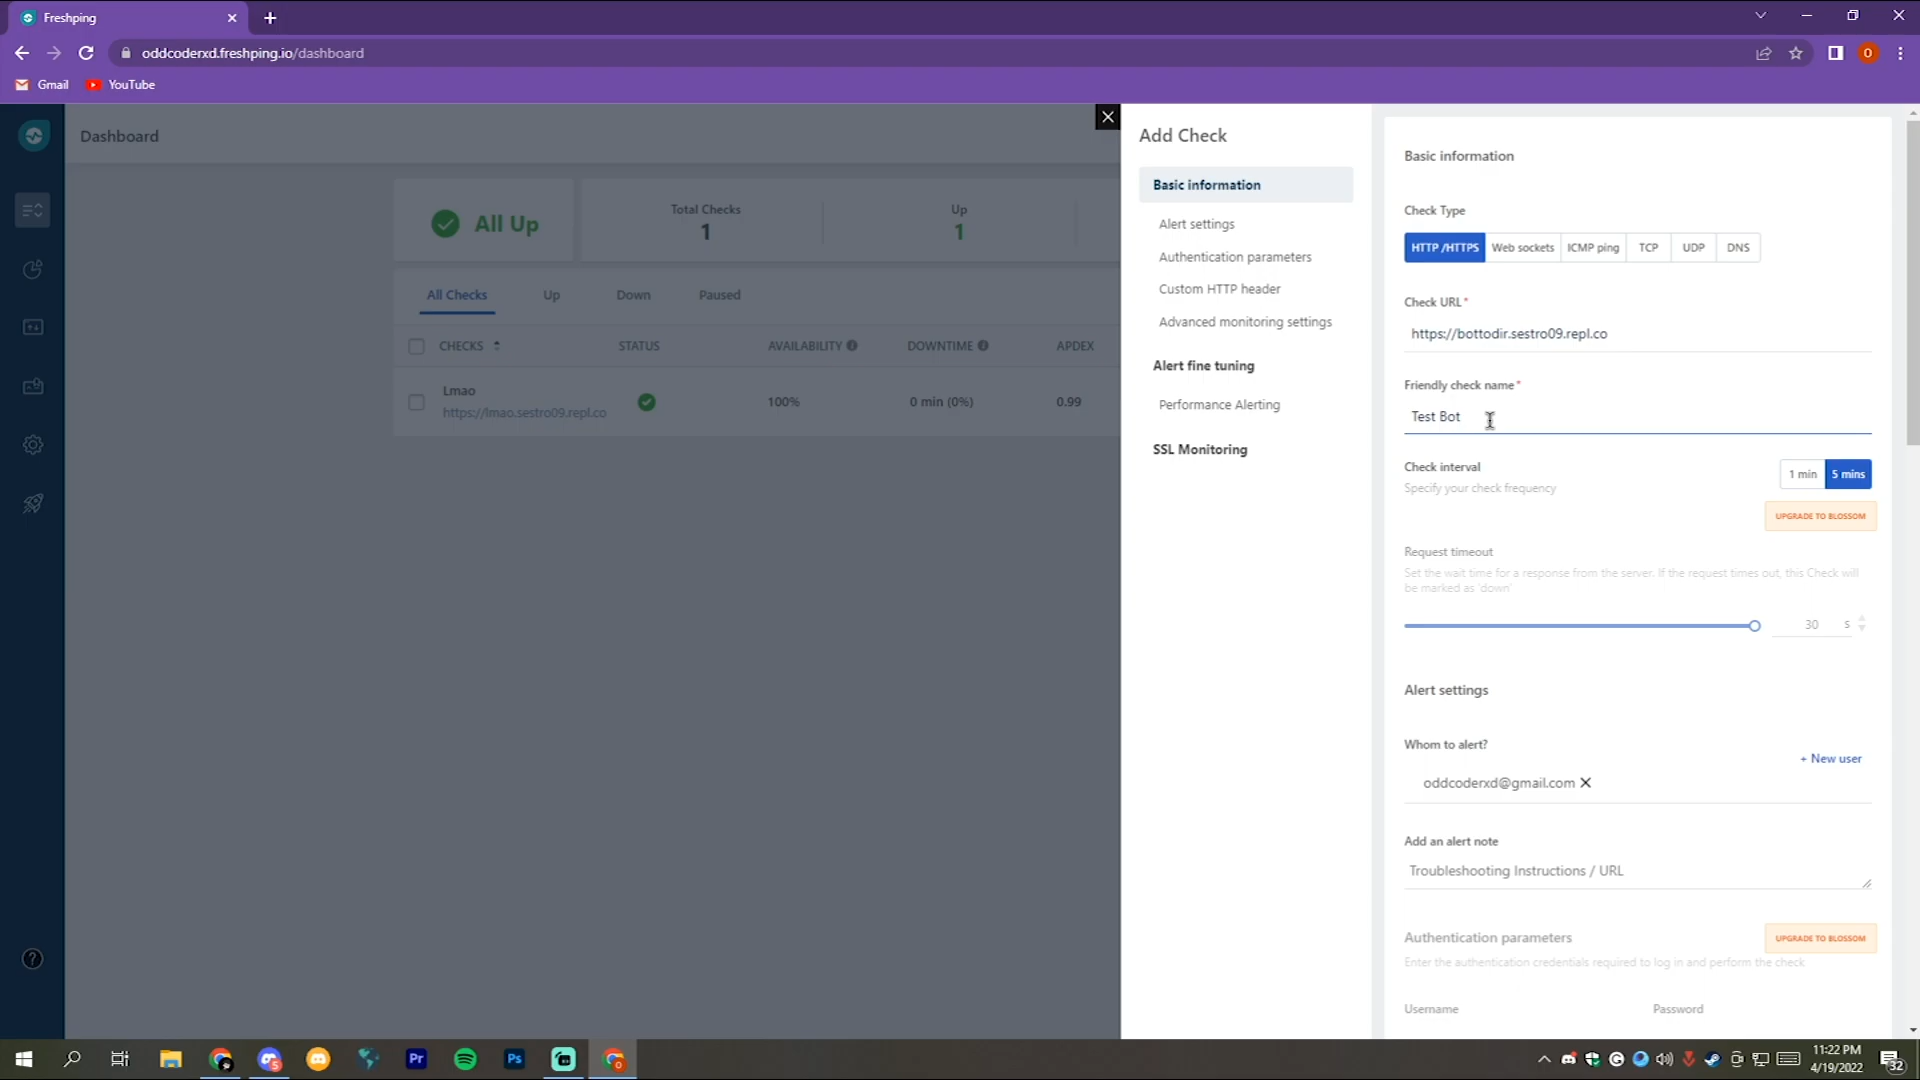 Freshping
oddcoderxd.freshping.io/dashboard
O
Gmail
YouTube
Dashboard
All Up
Total Checks
1
Up
1
All Checks
Up
Down
Paused
CHECKS
STATUS
AVAILABILITY
DOWNTIME
APDEX
Lmao
https://lmao.sestro09.repl.co
100%
0 min (0%)
0.99
?
Add Check
Basic information
Alert settings
Authentication parameters
Custom HTTP header
Advanced monitoring settings
Alert fine tuning
Performance Alerting
SSL Monitoring
Basic information
Check Type
HTTP /HTTPS
Web sockets
ICMP ping
TCP
UDP
DNS
Check URL*
https://bottodir.sestro09.repl.co
Friendly check name*
Test Bot
Check interval
1 min
5 mins
Specify your check frequency
UPGRADE TO BLOSSOM
Request timeout
Set the wait time for a response from the server. If the request times out, this Check will
be marked as 'down'
30
s
Alert settings
Whom to alert?
+ New user
oddcoderxd@gmail.com
Add an alert note
Troubleshooting Instructions / URL
Authentication parameters
UPGRADE TO BLOSSOM
Enter the authentication credentials required to log in and perform the check
Username
Password
Pr
Ps
11:22 PM
4/19/2022
32